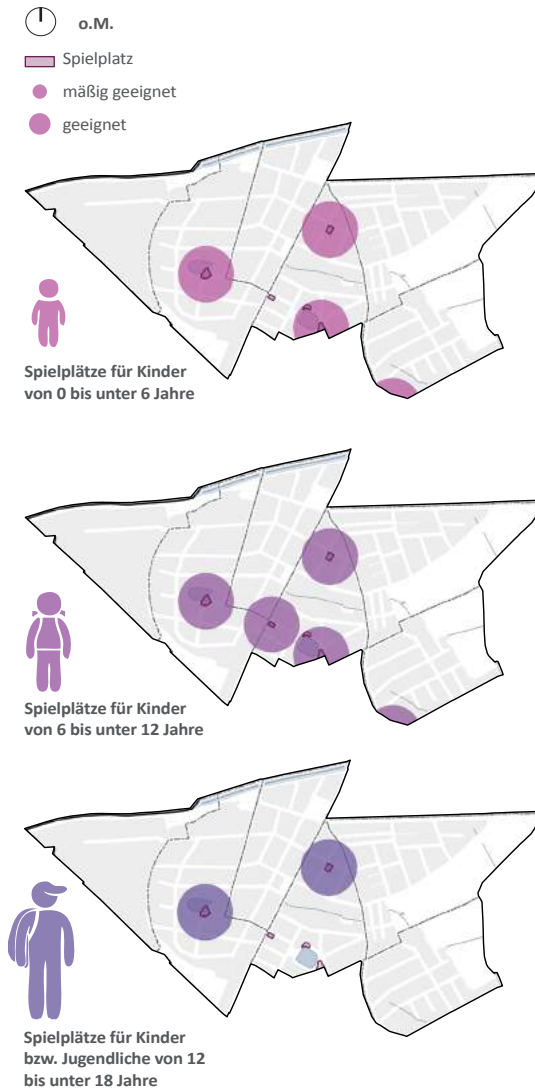 o.M.
Spielplatz
mäßig geeignet
geeignet
Spielplätze für Kinder
von 0 bis unter 6 Jahre
Spielplätze für Kinder
von 6 bis unter 12 Jahre
Spielplätze für Kinder
bzw. Jugendliche von 12
bis unter 18 Jahre